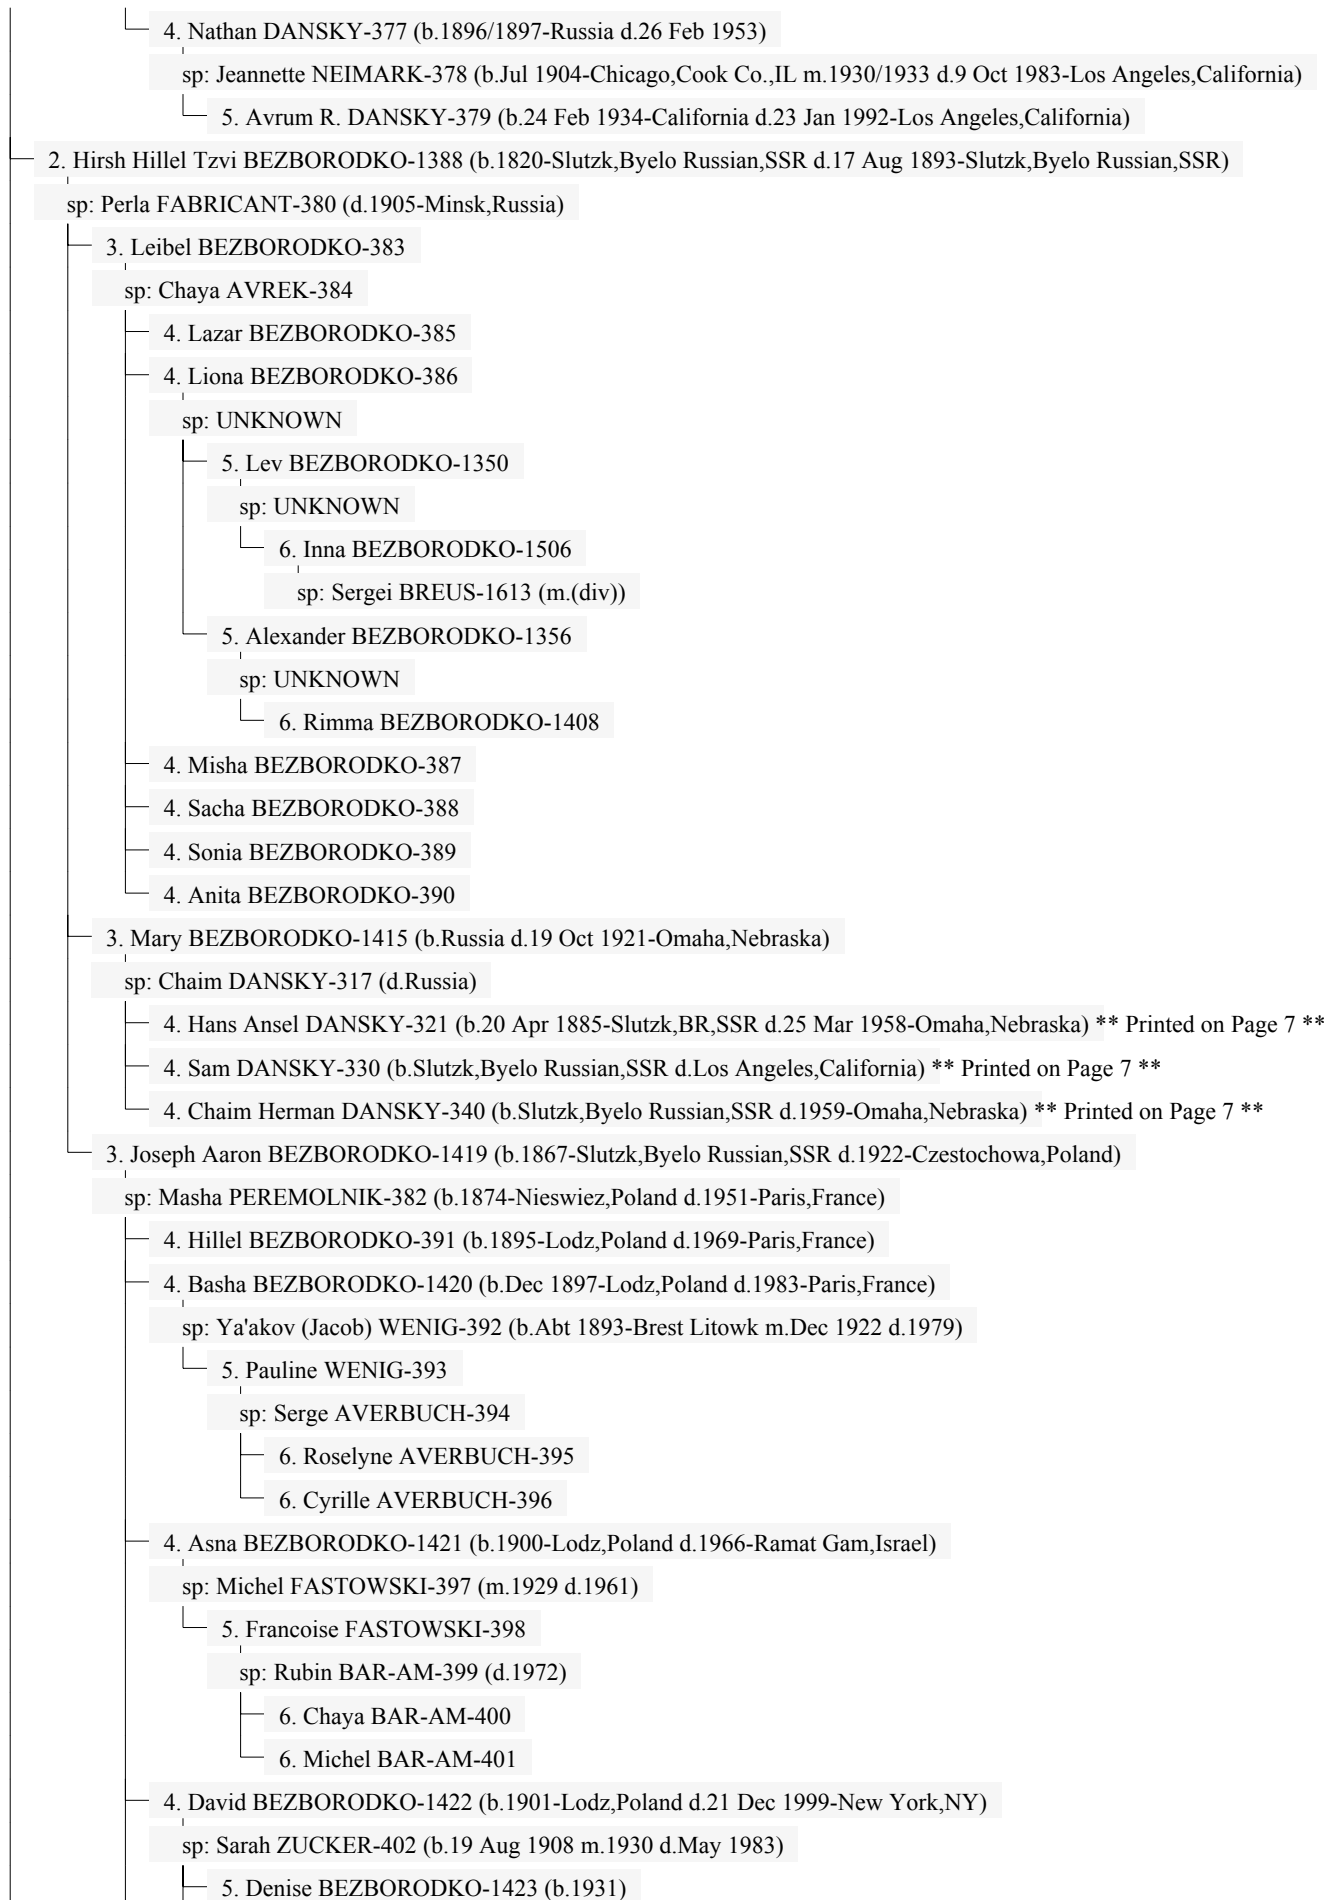 4. Nathan DANSKY-377 (b.1896/1897-Russia d.26 Feb 1953)
sp: Jeannette NEIMARK-378 (b.Jul 1904-Chicago,Cook Co.,IL m.1930/1933 d.9 Oct 1983-Los Angeles,California)
5. Avrum R. DANSKY-379 (b.24 Feb 1934-California d.23 Jan 1992-Los Angeles,California)
2. Hirsh Hillel Tzvi BEZBORODKO-1388 (b.1820-Slutzk,Byelo Russian,SSR d.17 Aug 1893-Slutzk,Byelo Russian,SSR)
sp: Perla FABRICANT-380 (d.1905-Minsk,Russia)
3. Leibel BEZBORODKO-383
sp: Chaya AVREK-384
4. Lazar BEZBORODKO-385
4. Liona BEZBORODKO-386
sp: UNKNOWN
5. Lev BEZBORODKO-1350
sp: UNKNOWN
6. Inna BEZBORODKO-1506
sp: Sergei BREUS-1613 (m.(div))
5. Alexander BEZBORODKO-1356
sp: UNKNOWN
6. Rimma BEZBORODKO-1408
4. Misha BEZBORODKO-387
4. Sacha BEZBORODKO-388
4. Sonia BEZBORODKO-389
4. Anita BEZBORODKO-390
3. Mary BEZBORODKO-1415 (b.Russia d.19 Oct 1921-Omaha,Nebraska)
sp: Chaim DANSKY-317 (d.Russia)
4. Hans Ansel DANSKY-321 (b.20 Apr 1885-Slutzk,BR,SSR d.25 Mar 1958-Omaha,Nebraska) ** Printed on Page 7 **
4. Sam DANSKY-330 (b.Slutzk,Byelo Russian,SSR d.Los Angeles,California) ** Printed on Page 7 **
4. Chaim Herman DANSKY-340 (b.Slutzk,Byelo Russian,SSR d.1959-Omaha,Nebraska) ** Printed on Page 7 **
3. Joseph Aaron BEZBORODKO-1419 (b.1867-Slutzk,Byelo Russian,SSR d.1922-Czestochowa,Poland)
sp: Masha PEREMOLNIK-382 (b.1874-Nieswiez,Poland d.1951-Paris,France)
4. Hillel BEZBORODKO-391 (b.1895-Lodz,Poland d.1969-Paris,France)
4. Basha BEZBORODKO-1420 (b.Dec 1897-Lodz,Poland d.1983-Paris,France)
sp: Ya'akov (Jacob) WENIG-392 (b.Abt 1893-Brest Litowk m.Dec 1922 d.1979)
5. Pauline WENIG-393
sp: Serge AVERBUCH-394
6. Roselyne AVERBUCH-395
6. Cyrille AVERBUCH-396
4. Asna BEZBORODKO-1421 (b.1900-Lodz,Poland d.1966-Ramat Gam,Israel)
sp: Michel FASTOWSKI-397 (m.1929 d.1961)
5. Francoise FASTOWSKI-398
sp: Rubin BAR-AM-399 (d.1972)
6. Chaya BAR-AM-400
6. Michel BAR-AM-401
4. David BEZBORODKO-1422 (b.1901-Lodz,Poland d.21 Dec 1999-New York,NY)
sp: Sarah ZUCKER-402 (b.19 Aug 1908 m.1930 d.May 1983)
5. Denise BEZBORODKO-1423 (b.1931)